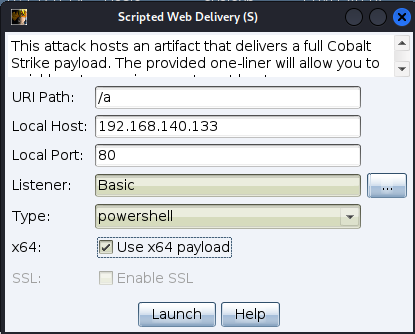 Scripted Web Delivery (S)
This attack hosts an artifact that delivers a full Cobalt
Strike payload. The provided one-liner will allow you to
URI Path: /a
Local Host: 192.168.140.133
Local Port: 80
Listener: Basic ...
Type: powershell
x64: Use x64 payload
SSL: Enable SSL
Launch Help